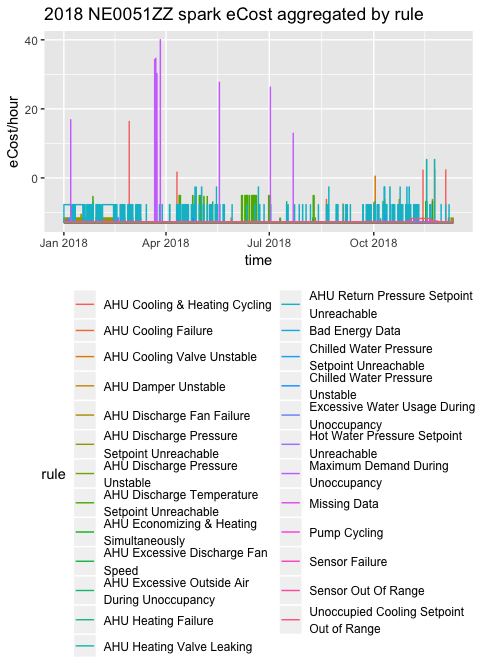 2018 NE0051ZZ spark eCost aggregated by rule
40
20
0
eCost/hour
Jan 2018
Apr 2018
Jul 2018
Oct 2018
time
rule
AHU Cooling & Heating Cycling
AHU Cooling Failure
AHU Cooling Valve Unstable
AHU Damper Unstable
AHU Discharge Fan Failure
AHU Discharge Pressure
Setpoint Unreachable
AHU Discharge Pressure
Unstable
AHU Discharge Temperature
Setpoint Unreachable
AHU Economizing & Heating
Simultaneously
AHU Excessive Discharge Fan
Speed
AHU Excessive Outside Air
During Unoccupancy
AHU Heating Failure
AHU Heating Valve Leaking
AHU Return Pressure Setpoint
Unreachable
Bad Energy Data
Chilled Water Pressure
Setpoint Unreachable
Chilled Water Pressure
Unstable
Excessive Water Usage During
Unoccupancy
Hot Water Pressure Setpoint
Unreachable
Maximum Demand During
Unoccupancy
Missing Data
Pump Cycling
Sensor Failure
Sensor Out Of Range
Unoccupied Cooling Setpoint
Out of Range